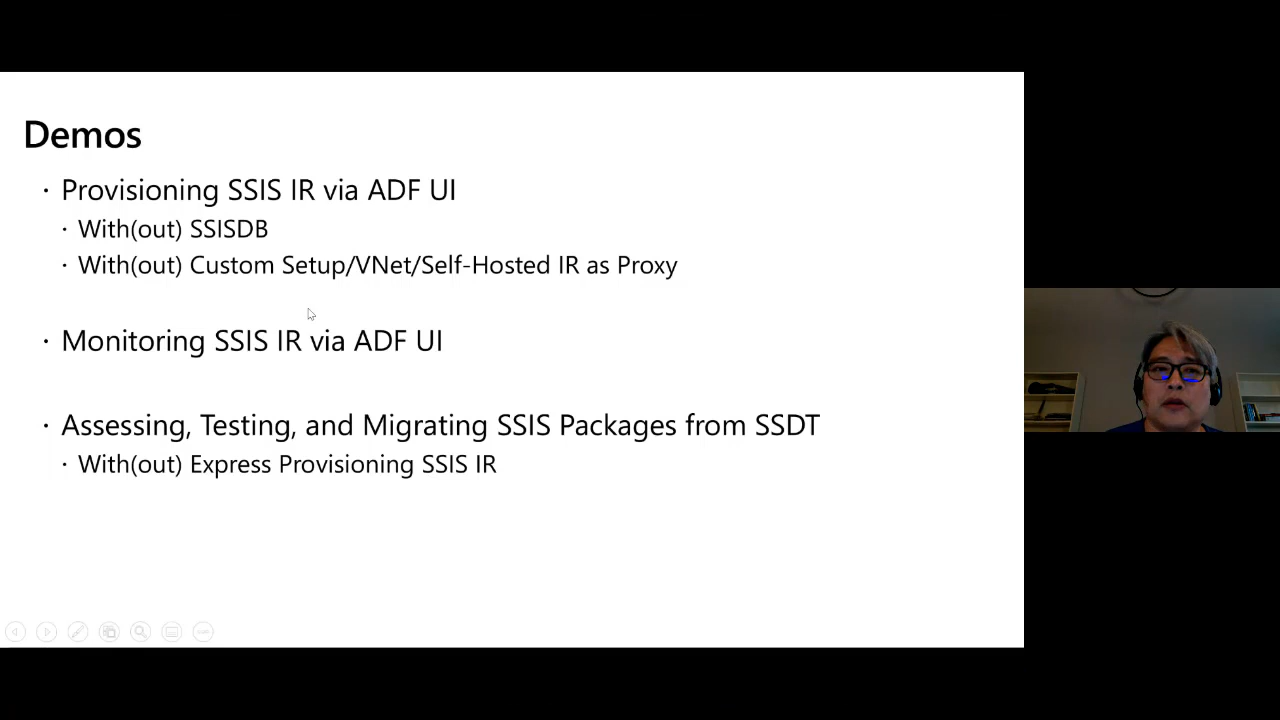 Demos
· Provisioning SSIS IR via ADF UI
· With(out) SSISDB
· With(out) Custom Setup/VNet/Self-Hosted IR as Proxy
· Monitoring SSIS IR via ADF UI
· Assessing, Testing, and Migrating SSIS Packages from SSDT
· With(out) Express Provisioning SSIS IR